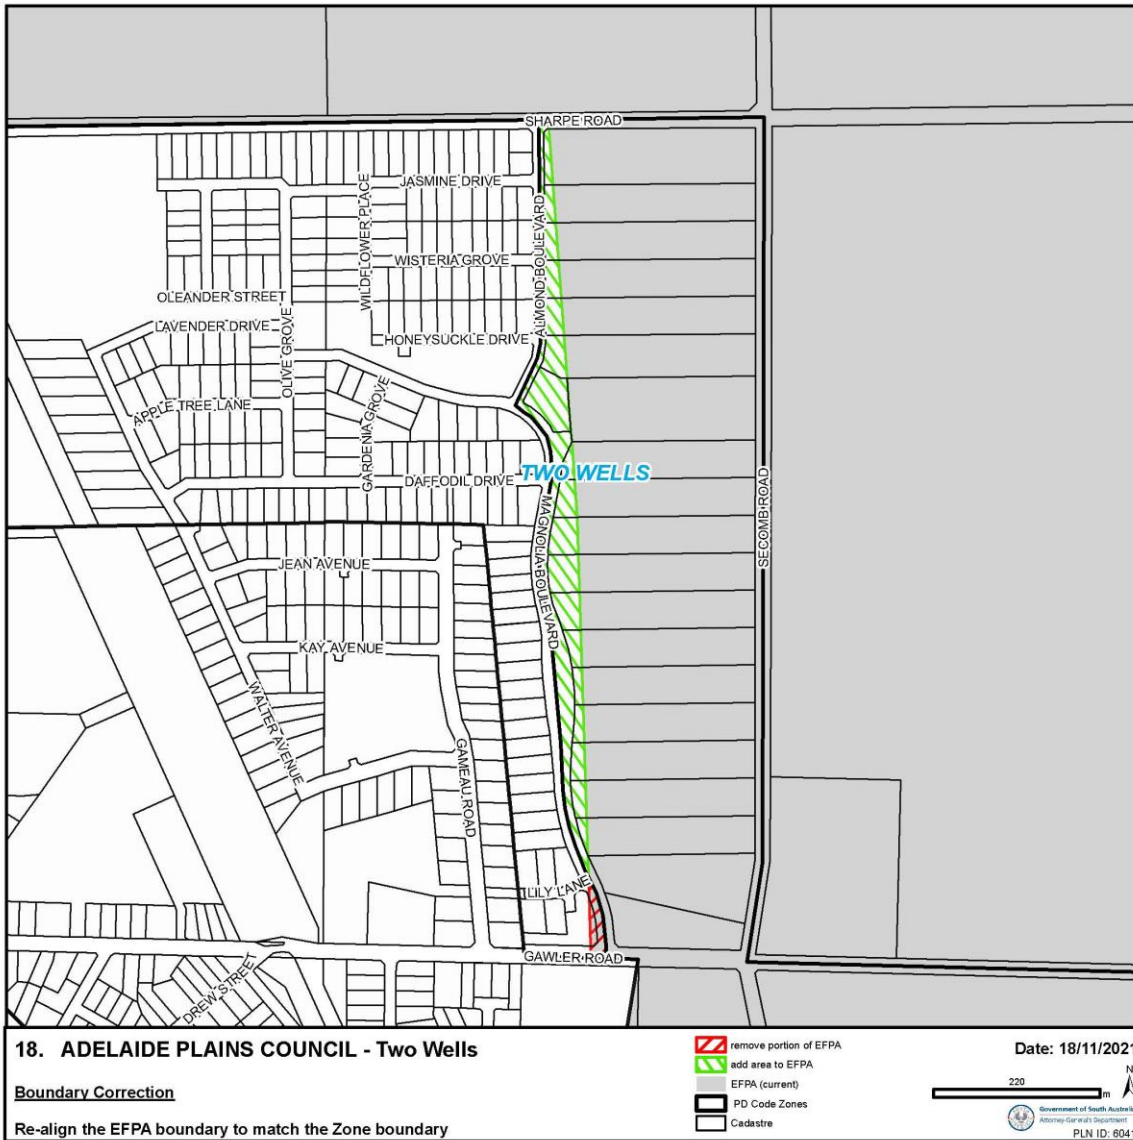 SHARPE ROAD
JASMINE DRIVE
WILDFLOWER PLACE
ALMOND BOULEVARD
WISTERIA GROVE
OLEANDER STREET
LAVENDER DRIVE
OLIVE GROVE
HONEYSUCKLE DRIVE
APPLE TREE LANE
GARDENIA GROVE
TWO WELLS
DAFFODIL DRIVE
SECOMB ROAD
MAGNOLIA BOULEVARD
JEAN AVENUE
KAY AVENUE
WALTER AVENUE
GAMEAU ROAD
LILY LANE
GAWLER ROAD
DREW STREET
18. ADELAIDE PLAINS COUNCIL - Two Wells
Boundary Correction
Re-align the EFPA boundary to match the Zone boundary
remove portion of EFPA
add area to EFPA
EFPA (current)
PD Code Zones
Cadastre
Date: 18/11/2021
N
220
m
Government of South Australia
Attorney-General's Department
PLN ID: 6041